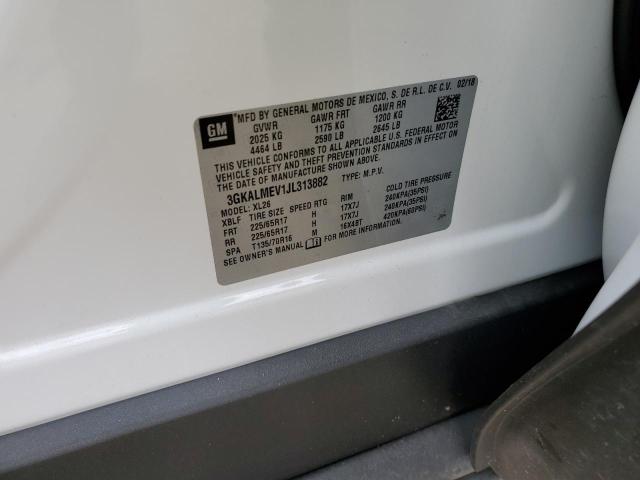 GM
*MFD BY GENERAL MOTORS DE MEXICO, S. DE R.L. DE C.V. 02/18
GVWR GAWR FRT GAWR RR
2025 KG 1175 KG 1200 KG
4464 LB 2590 LB 2645 LB
THIS VEHICLE CONFORMS TO ALL APPLICABLE U.S. FEDERAL MOTOR
VEHICLE SAFETY AND THEFT PREVENTION STANDARDS IN EFFECT ON
THE DATE OF MANUFACTURE SHOWN ABOVE.
3GKALMEV1JL313882 TYPE: M.P.V.
MODEL: XL26
XBLF TIRE SIZE SPEED RTG RIM COLD TIRE PRESSURE
FRT 225/65R17 H 17X7J 240KPA(35PSI)
RR 225/65R17 H 17X7J 240KPA(35PSI)
SPA T135/70R16 M 16X4BT 420KPA(60PSI)
SEE OWNER'S MANUAL FOR MORE INFORMATION.